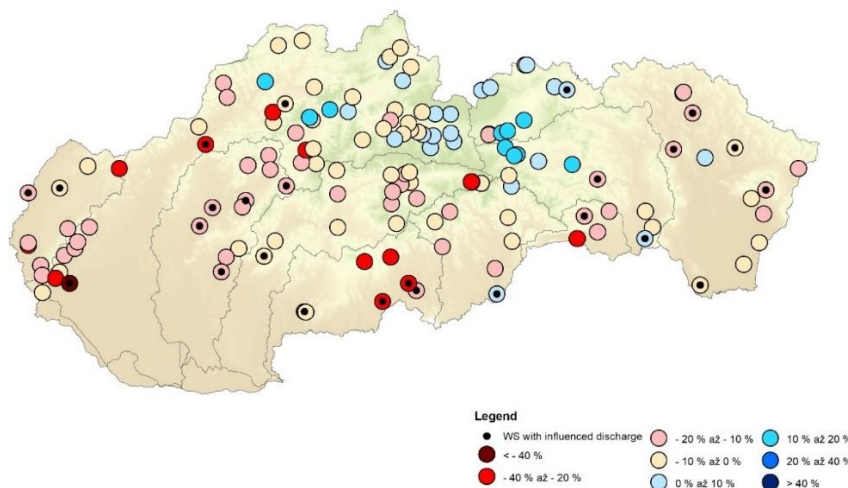 Legend
WS with influenced discharge
< - 40 %
- 40 % až - 20 %
- 20 % až - 10 %
- 10 % až 0 %
0 % až 10 %
10 % až 20 %
20 % až 40 %
> 40 %